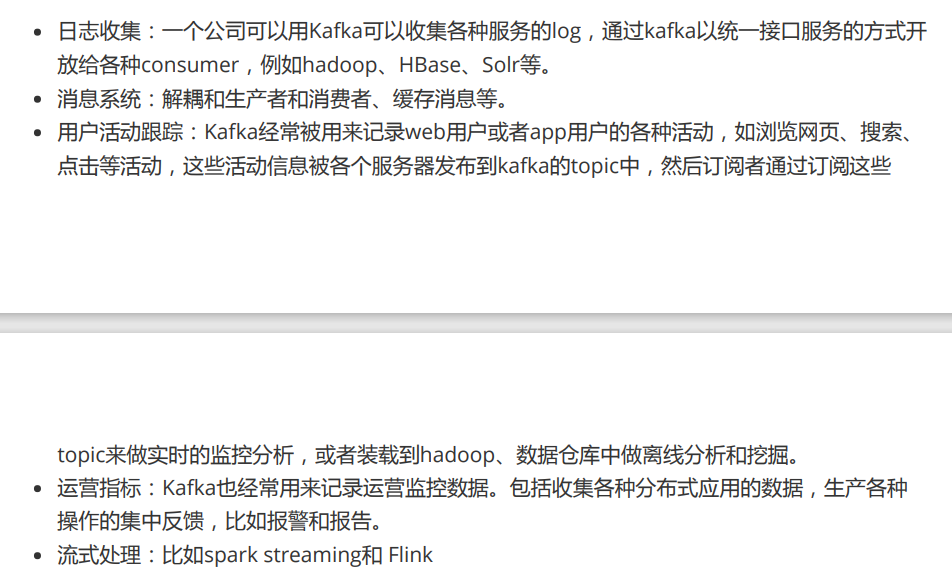 • 日志收集：一个公司可以用Kafka可以收集各种服务的log，通过kafka以统一接口服务的方式开
放给各种consumer，例如hadoop、HBase、Solr等。
• 消息系统：解耦和生产者和消费者、缓存消息等。
• 用户活动跟踪：Kafka经常被用来记录web用户或者app用户的各种活动，如浏览网页、搜索、
点击等活动，这些活动信息被各个服务器发布到kafka的topic中，然后订阅者通过订阅这些
topic来做实时的监控分析，或者装载到hadoop、数据仓库中做离线分析和挖掘。
• 运营指标：Kafka也经常用来记录运营监控数据。包括收集各种分布式应用的数据，生产各种
操作的集中反馈，比如报警和报告。
• 流式处理：比如spark streaming和 Flink